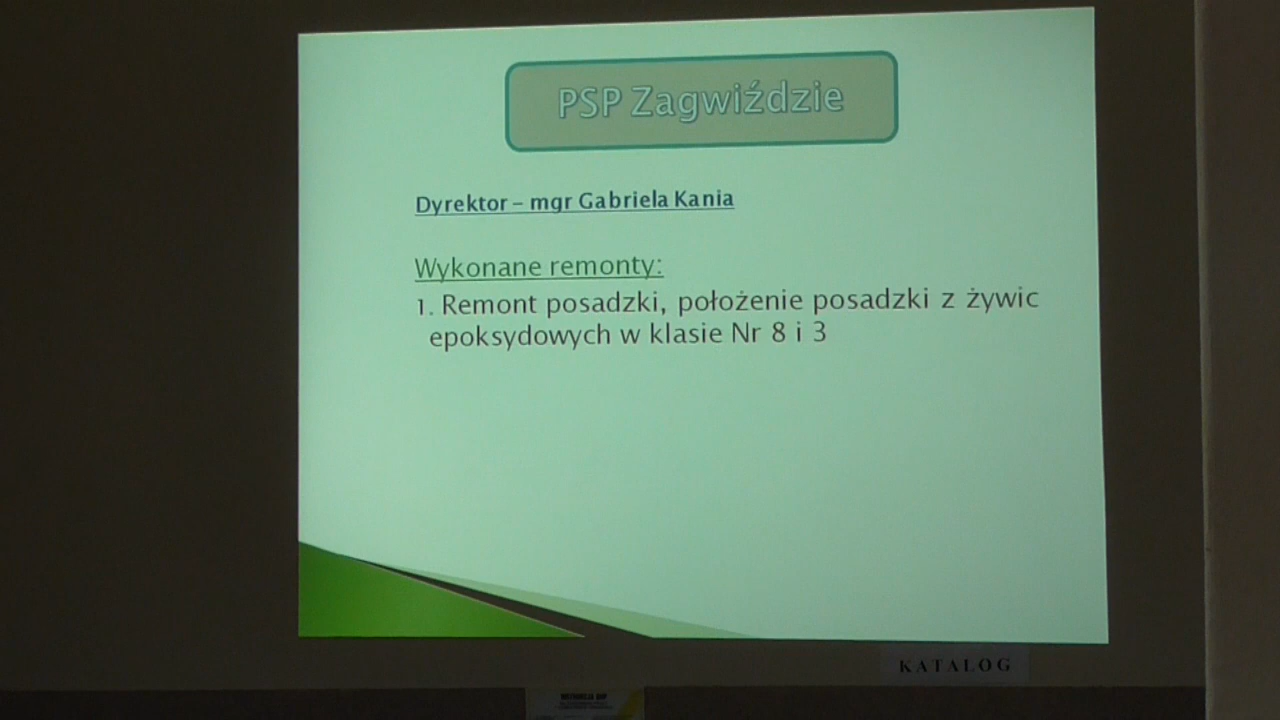 PSP Zagwiździe
Dyrektor – mgr Gabriela Kania
Wykonane remonty:
1. Remont posadzki, położenie posadzki z żywic
epoksydowych w klasie Nr 8 i 3
KATALOG